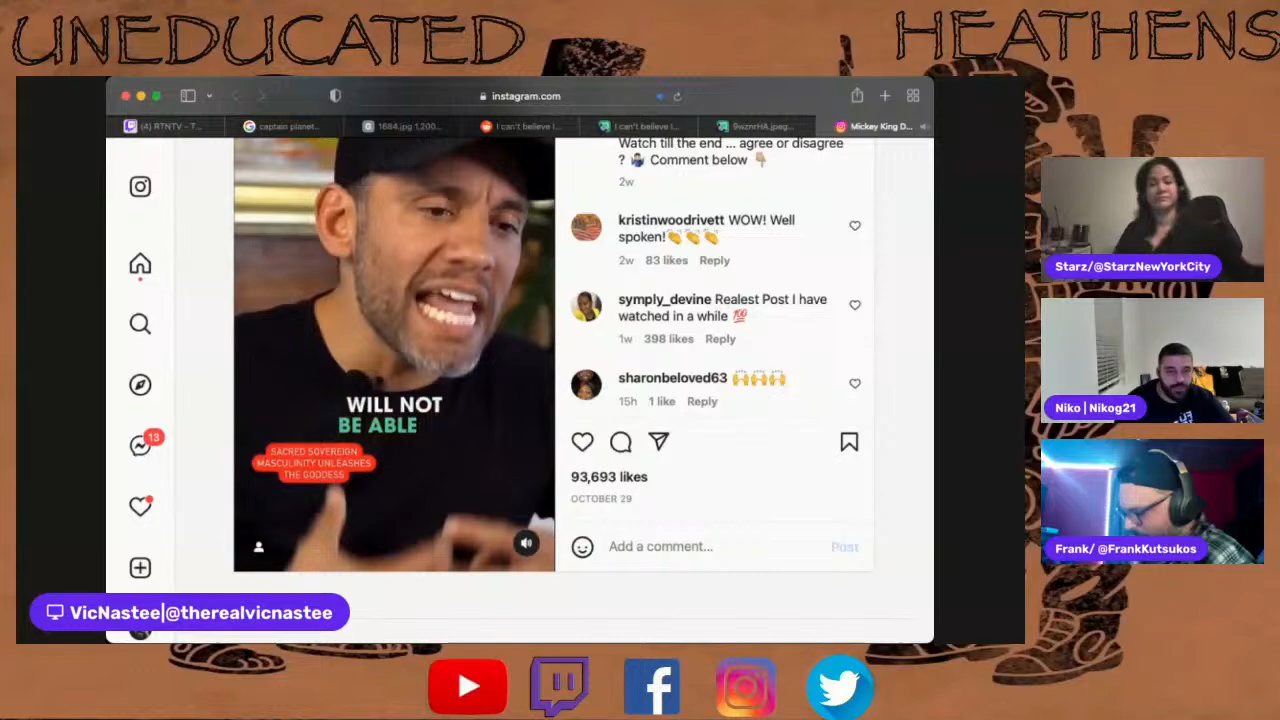 UNEDUCATED
HEATHENS
instagram.com
(4) RTNTV - T...
captain planet...
1684.jpg 1,200...
I can't believe I...
I can't believe I...
9wznrHA.jpeg...
Mickey King D...
Watch till the end ... agree or disagree
? 🤷🏻‍♂️ Comment below 👇🏼
2w
kristinwoodrivett WOW! Well
spoken!👏👏👏
2w 83 likes Reply
symply_devine Realest Post I have
watched in a while 💯
1w 398 likes Reply
sharonbeloved63 🙌🙌🙌
15h 1 like Reply
93,693 likes
OCTOBER 29
Add a comment...
Post
13
WILL NOT
BE ABLE
SACRED SOVEREIGN
MASCULINITY UNLEASHES
THE GODDESS
VicNastee|@therealvicnastee
Starz/@StarzNewYorkCity
Niko | Nikog21
Frank/ @FrankKutsukos